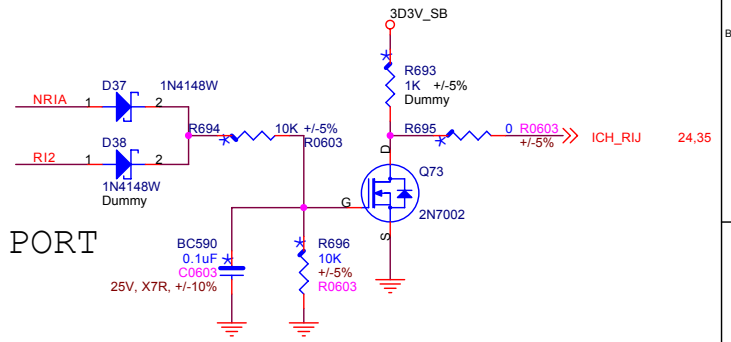 3D3V_SB
B
D37
1N4148W
NRIA
1
2
R693
1K +/-5%
Dummy
R694
10K +/-5%
R0603
R695
0 R0603
+/-5%
ICH_RIJ
24,35
D38
RI2
1
2
1N4148W
Dummy
D
Q73
G
2N7002
S
PORT
BC590
0.1uF
C0603
25V, X7R, +/-10%
R696
10K
+/-5%
R0603